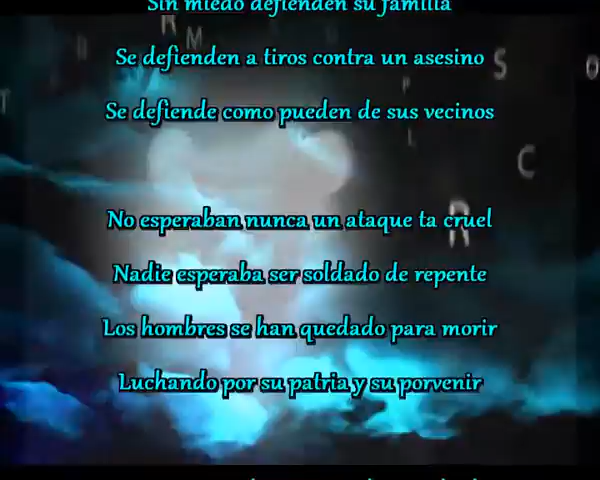 Sin miedo defienden su familia
Se defienden a tiros contra un asesino
Se defiende como pueden de sus vecinos
No esperaban nunca un ataque ta cruel
Nadie esperaba ser soldado de repente
Los hombres se han quedado para morir
Luchando por su patria y su porvenir